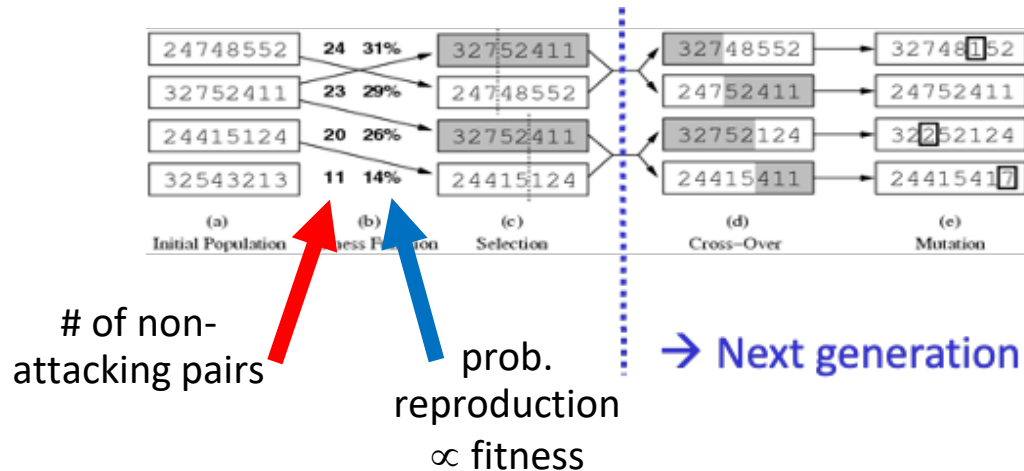 24748552 24 31% 32752411 32748552 32748152
32752411 23 29% 24748552 24752411 24752411
24415124 20 26% 32752411 32752124 32252124
32543213 11 14% 24415124 24415411 24415417
(a) (b) (c) (d) (e)
Initial Population Selection Cross-Over Mutation
# of non-
attacking pairs
prob.
reproduction
∝ fitness
→ Next generation